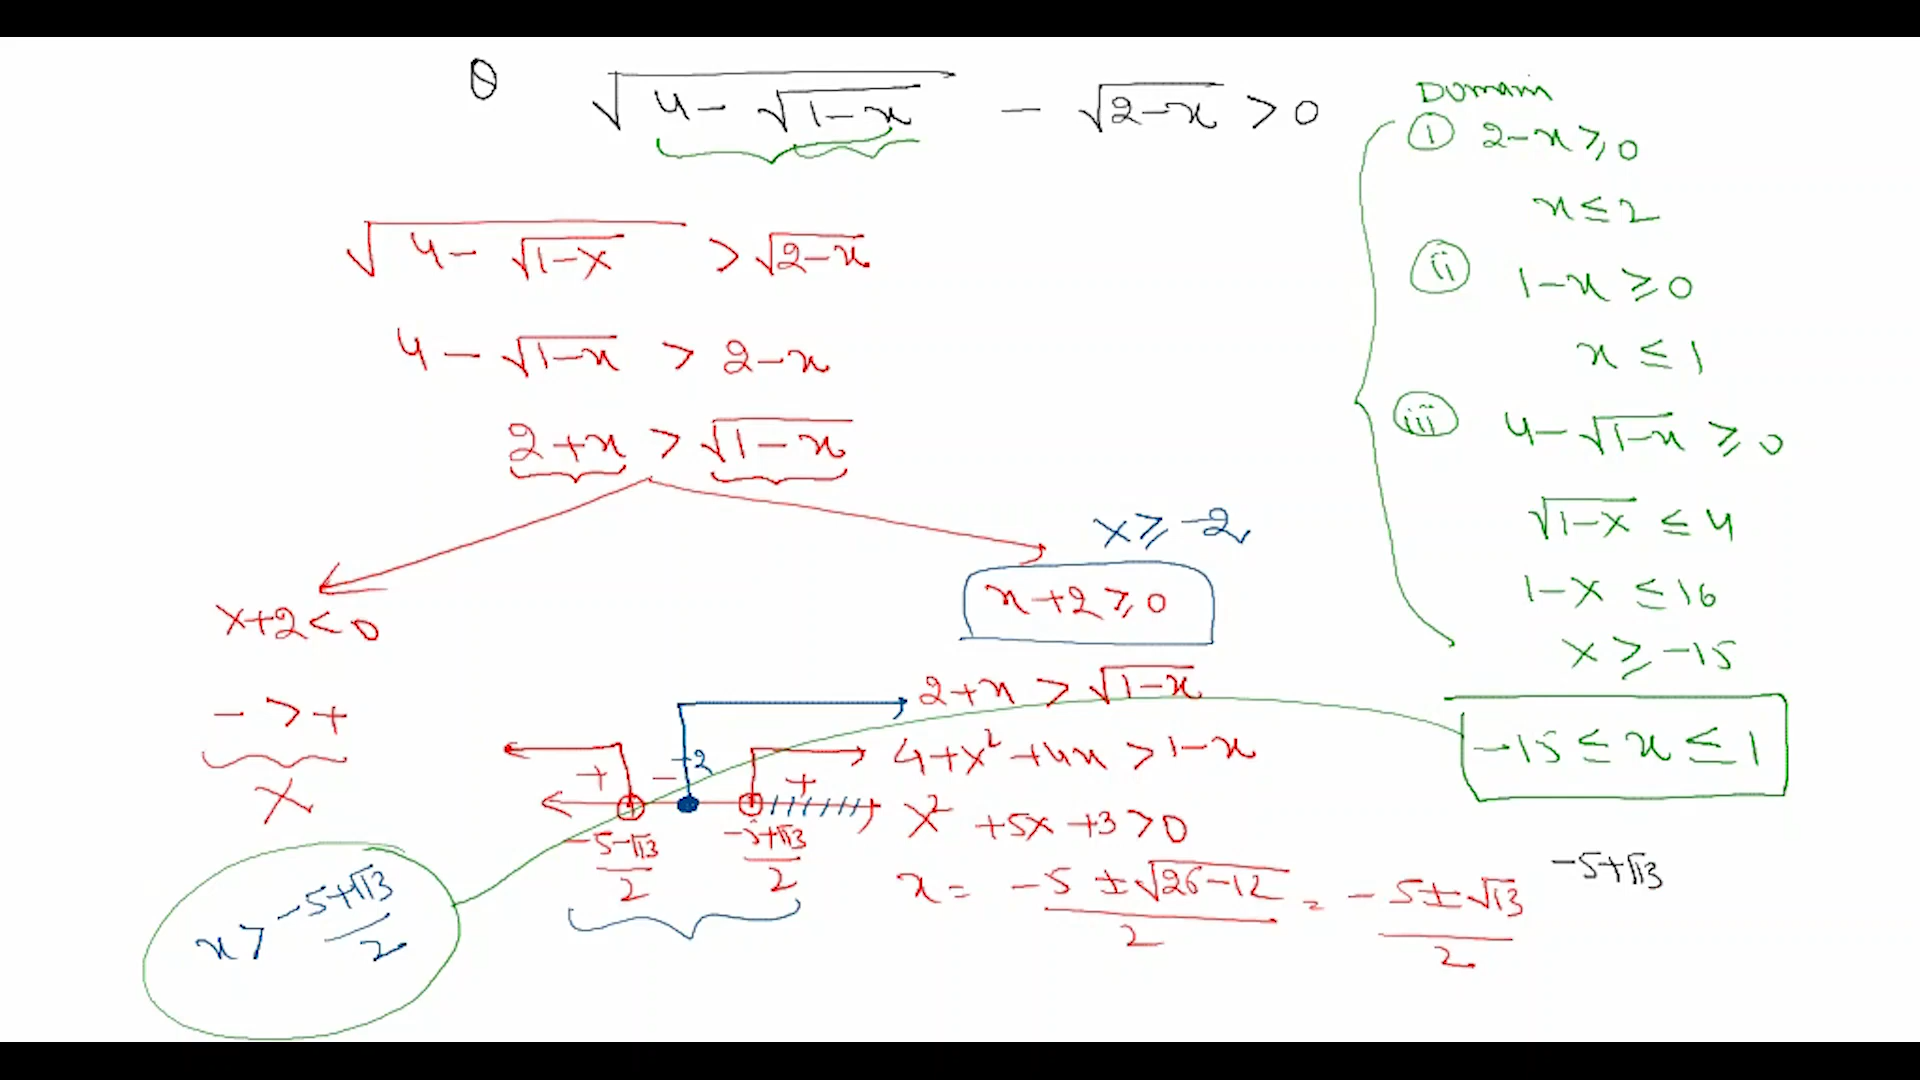 Q √(4-√(1-x)) - √(2-x) > 0
√(4-√(1-x)) > √(2-x)
4-√(1-x) > 2-x
2+x > √(1-x)
x+2<0
- > +
X
x ≥ -2
x+2 ≥ 0
2+x > √(1-x)
4+x²+4x > 1-x
x² +5x +3 > 0
x = (-5 ± √(26-12))/2 = (-5 ± √13)/2
-5+√13
+ - -2 +
(-5-√13)/2 (-5+√13)/2
x > (-5+√13)/2
Domain
(i) 2-x ≥ 0
x ≤ 2
(ii) 1-x ≥ 0
x ≤ 1
(iii) 4-√(1-x) ≥ 0
√(1-x) ≤ 4
1-x ≤ 16
x ≥ -15
-15 ≤ x ≤ 1